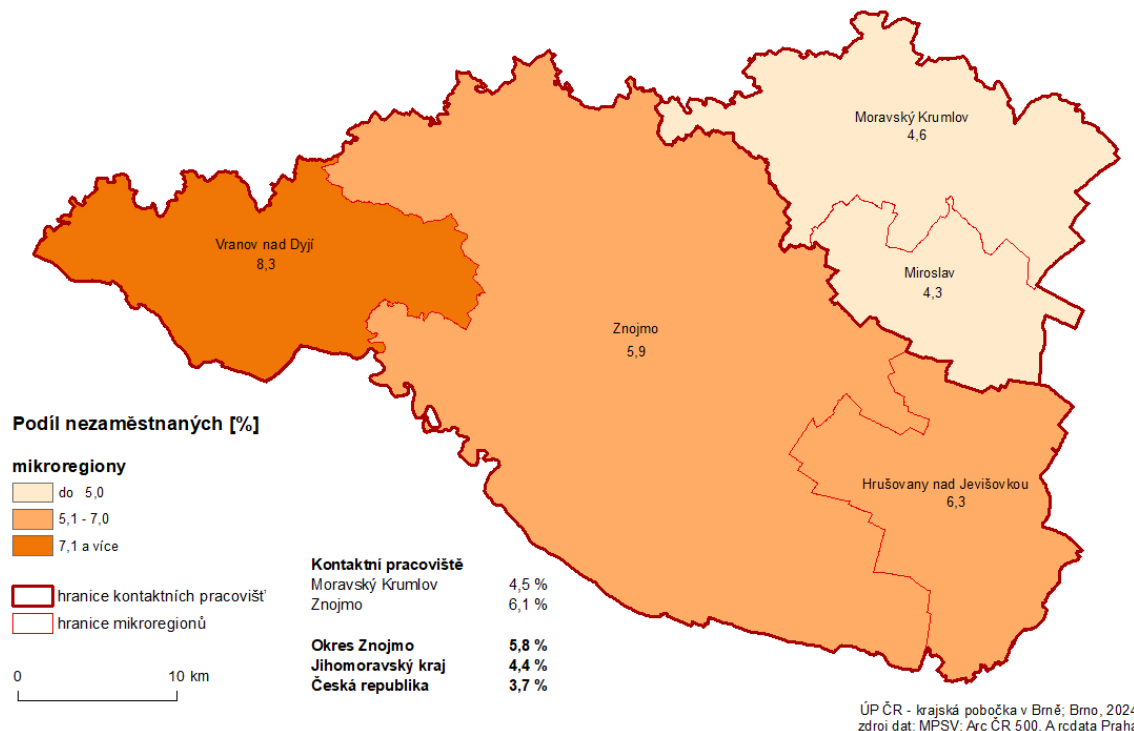 Moravský Krumlov
4,6
Vranov nad Dyjí
8,3
Miroslav
4,3
Znojmo
5,9
Hrušovany nad Jevišovkou
6,3
Podíl nezaměstnaných [%]
mikroregiony
do 5,0
5,1 - 7,0
7,1 a více
hranice kontaktních pracovišť
hranice mikroregionů
0 10 km
Kontaktní pracoviště
Moravský Krumlov 4,5 %
Znojmo 6,1 %
Okres Znojmo 5,8 %
Jihomoravský kraj 4,4 %
Česká republika 3,7 %
ÚP ČR - krajská pobočka v Brně; Brno, 2024
zdroj dat: MPSV; Arc ČR 500, Arcdata Praha